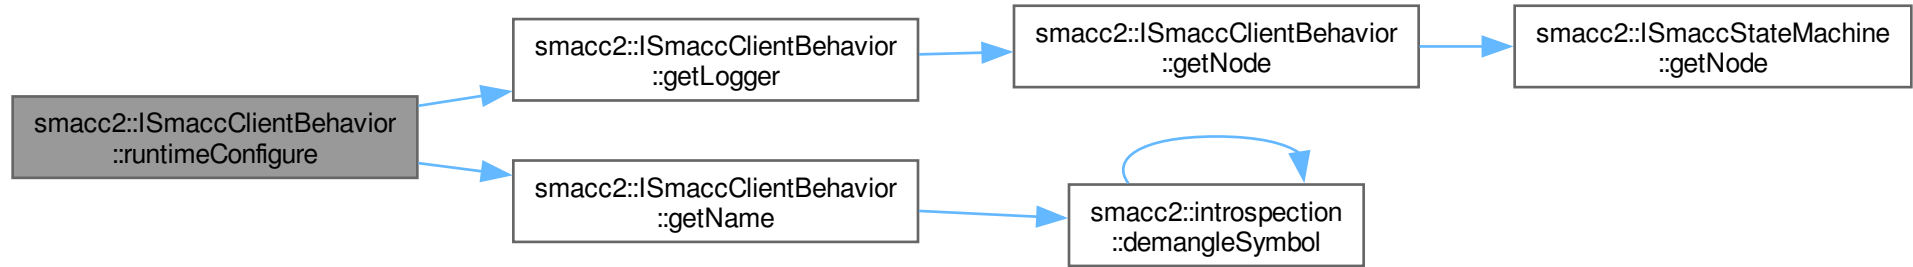 smacc2::ISmaccClientBehavior
::runtimeConfigure
smacc2::ISmaccClientBehavior
::getLogger
smacc2::ISmaccClientBehavior
::getNode
smacc2::ISmaccStateMachine
::getNode
smacc2::ISmaccClientBehavior
::getName
smacc2::introspection
::demangleSymbol